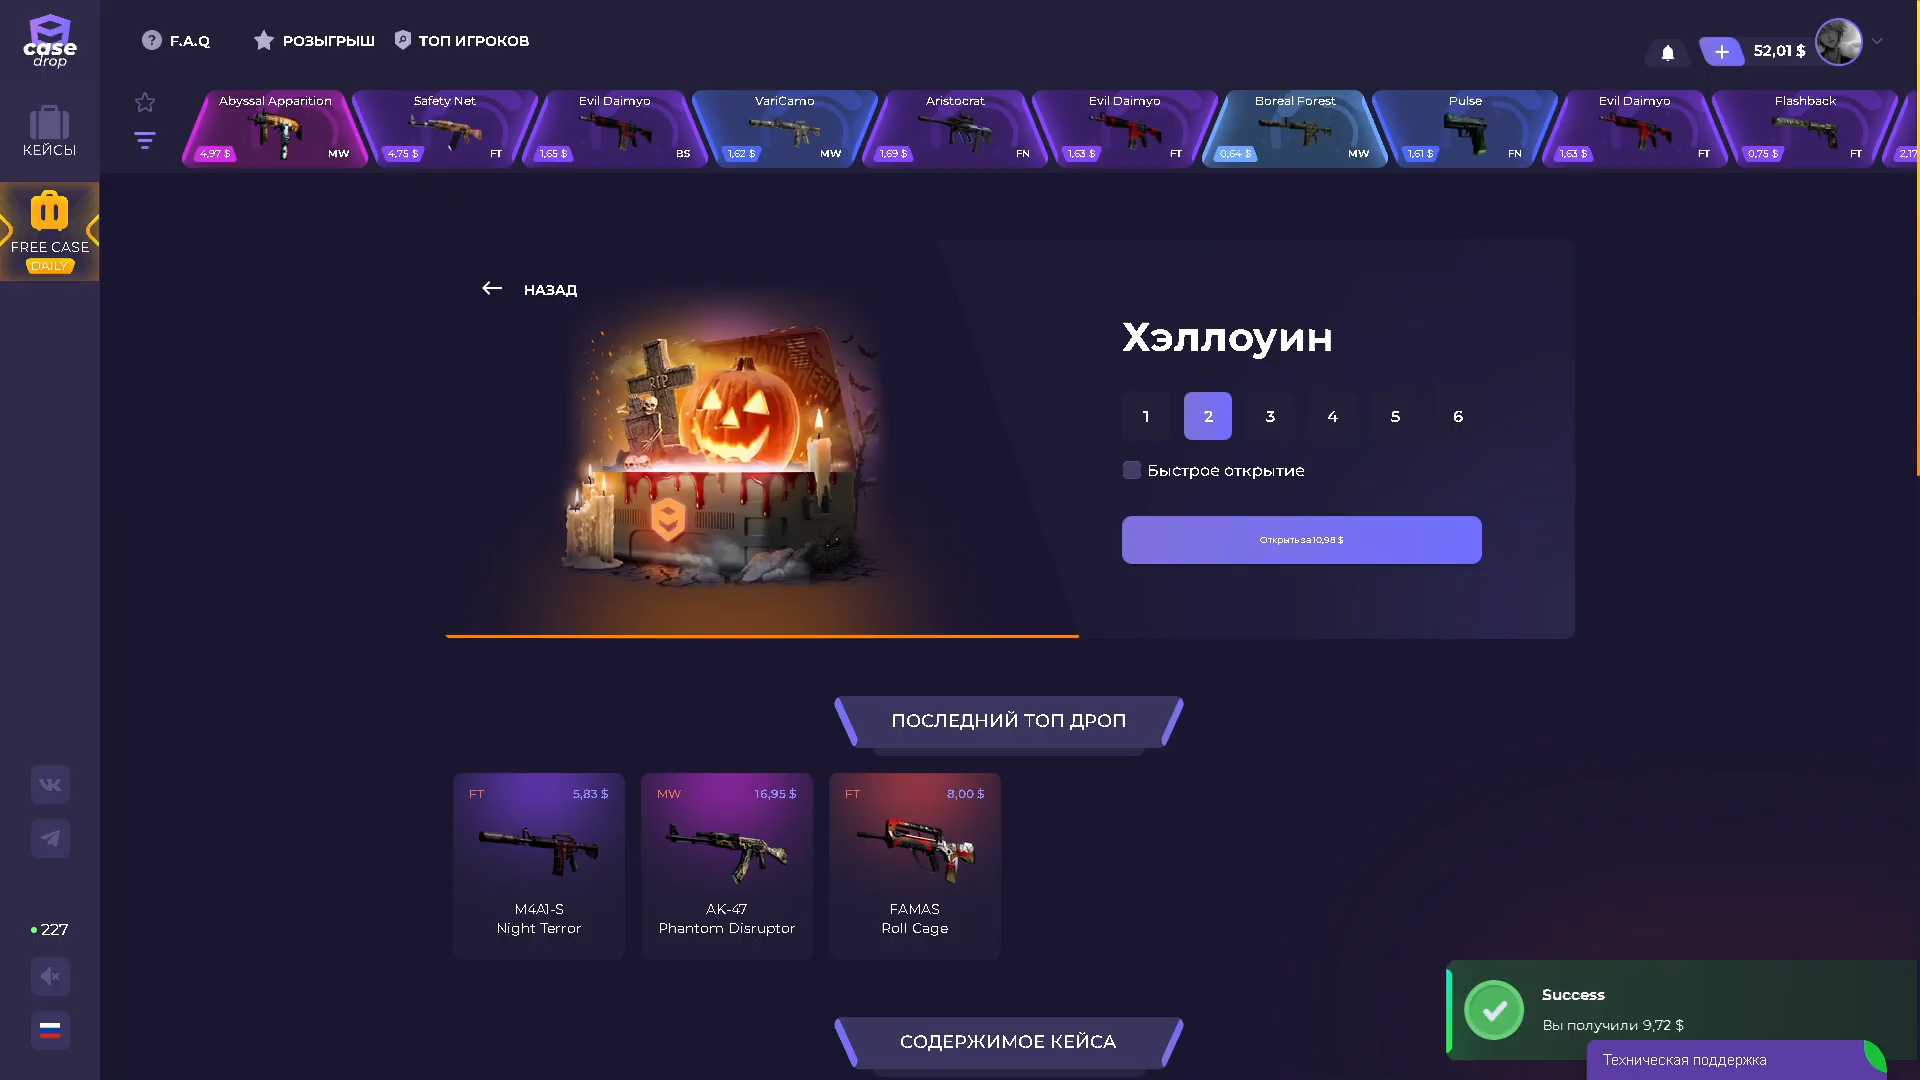 case
drop
F.A.Q
РОЗЫГРЫШ
ТОП ИГРОКОВ
52,01 $
КЕЙСЫ
FREE CASE
DAILY
Abyssal Apparition
4,97 $
MW
Safety Net
4,75 $
FT
Evil Daimyo
1,65 $
BS
VariCamo
1,62 $
MW
Aristocrat
1,69 $
FN
Evil Daimyo
1,63 $
FT
Boreal Forest
0,64 $
MW
Pulse
1,61 $
FN
Evil Daimyo
1,63 $
FT
Flashback
0,75 $
FT
2,17
НАЗАД
RIP
Хэллоуин
1 2 3 4 5 6
Быстрое открытие
Открыть за 10,98 $
ПОСЛЕДНИЙ ТОП ДРОП
FT 5,83 $
M4A1-S
Night Terror
MW 16,95 $
AK-47
Phantom Disruptor
FT 8,00 $
FAMAS
Roll Cage
227
СОДЕРЖИМОЕ КЕЙСА
Success
Вы получили 9,72 $
Техническая поддержка